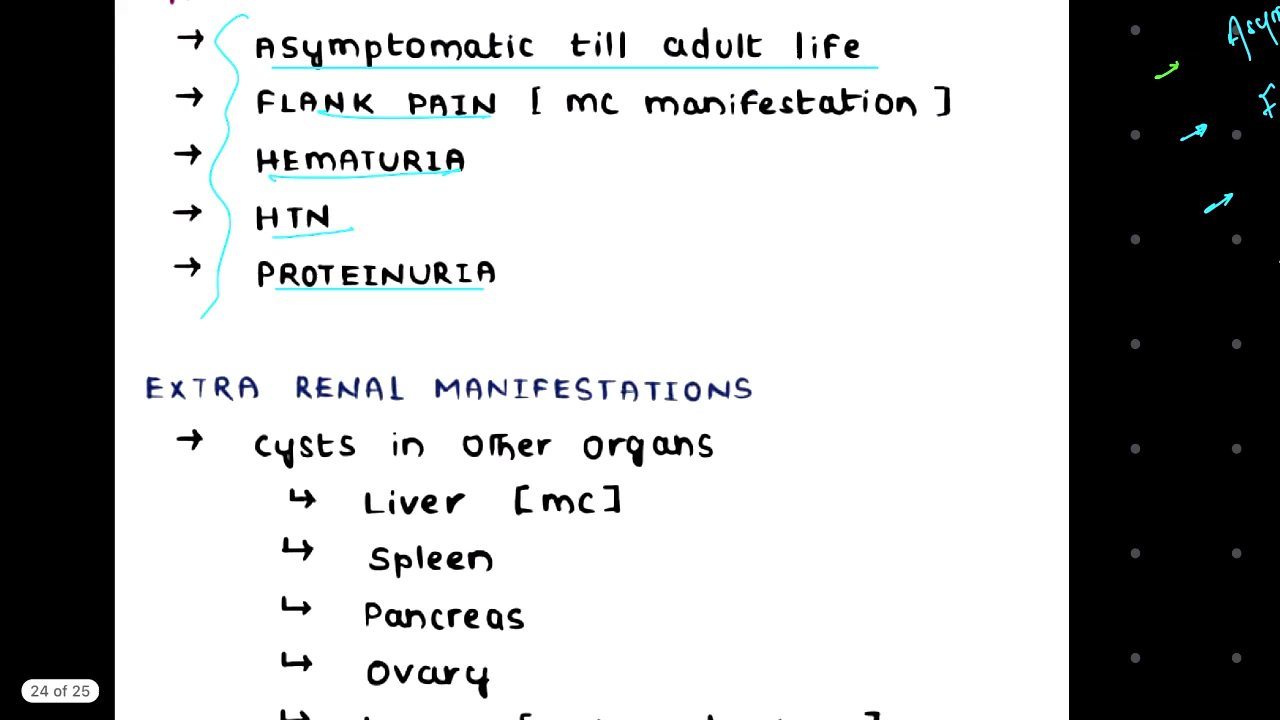 → Asymptomatic till adult life
→ FLANK PAIN [ mc manifestation ]
→ HEMATURIA
→ HTN
→ PROTEINURIA
EXTRA RENAL MANIFESTATIONS
→ cysts in other organs
↳ Liver [mc]
↳ Spleen
↳ Pancreas
↳ Ovary
24 of 25